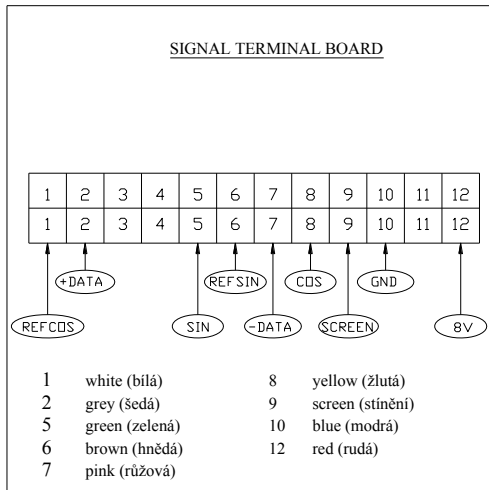 SIGNAL TERMINAL BOARD
1 2 3 4 5 6 7 8 9 10 11 12
1 2 3 4 5 6 7 8 9 10 11 12
+DATA REFSIN COS GND
REFCOS SIN -DATA SCREEN 8V
1 white (bílá)
2 grey (šedá)
5 green (zelená)
6 brown (hnědá)
7 pink (růžová)
8 yellow (žlutá)
9 screen (stínění)
10 blue (modrá)
12 red (rudá)